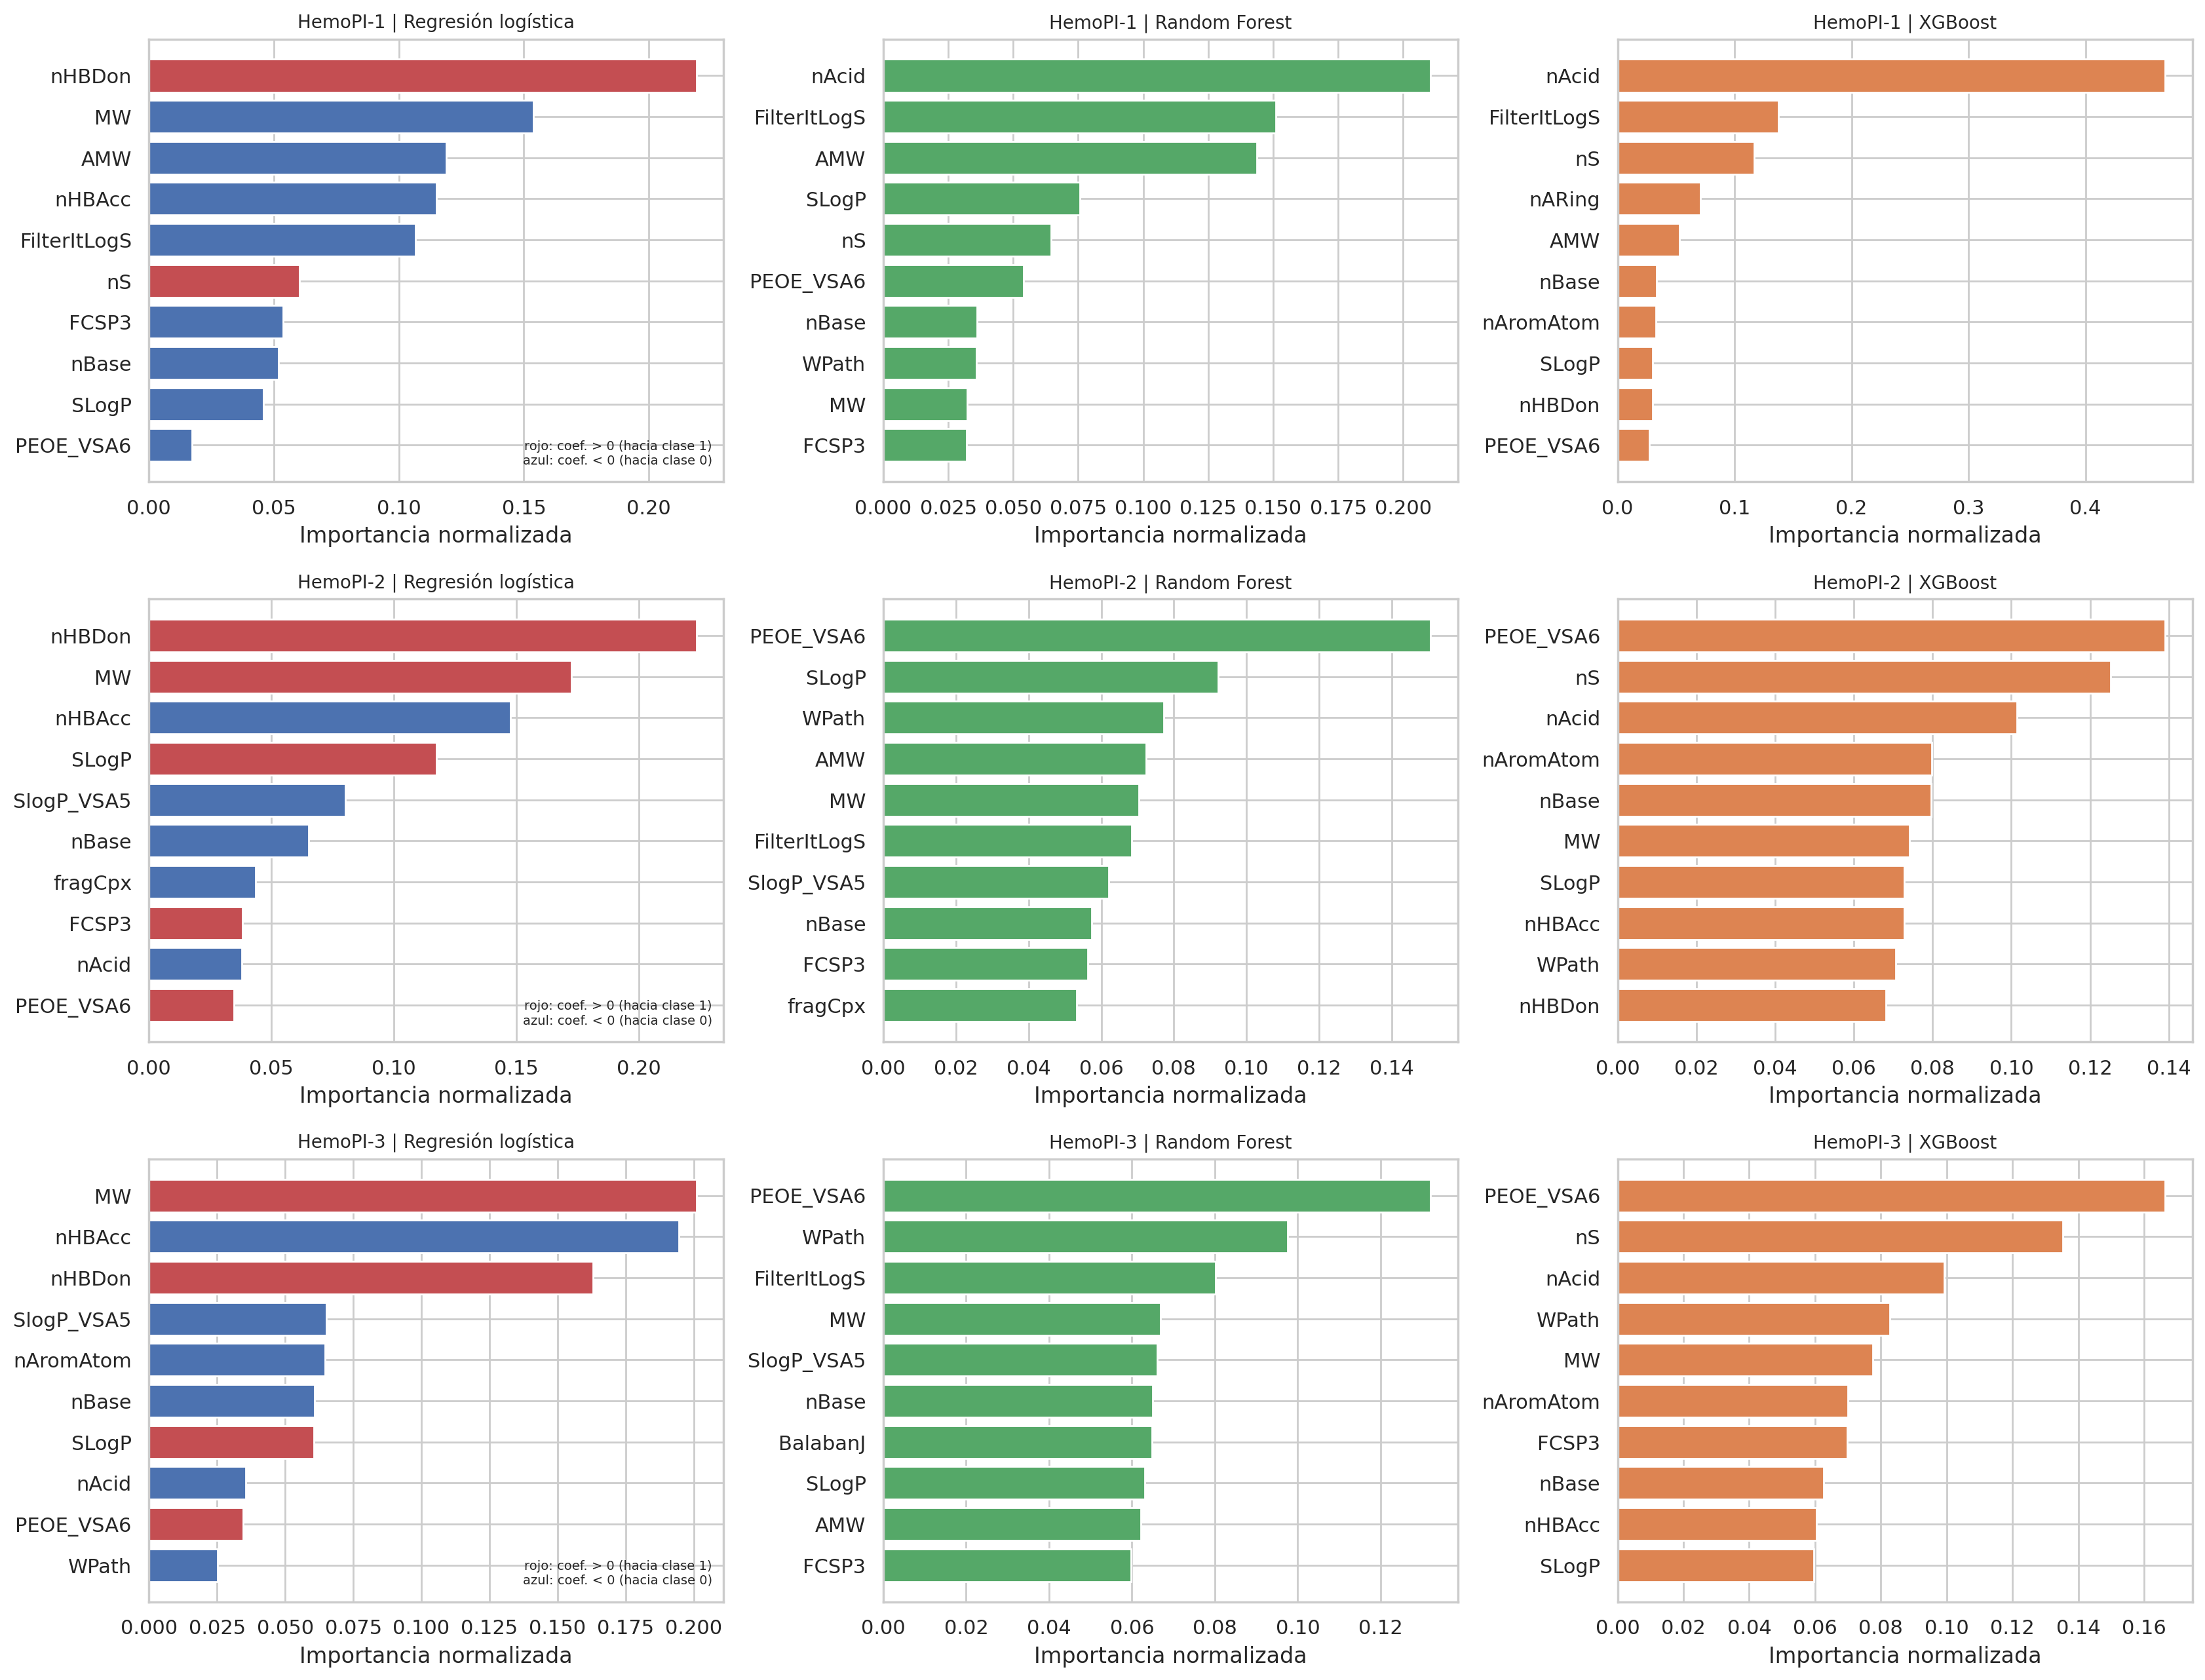 HemoPI-1 | Regresión logística
nHBDon
MW
AMW
nHBAcc
FilterItLogS
nS
FCSP3
nBase
SLogP
PEOE_VSA6
rojo: coef. > 0 (hacia clase 1)
azul: coef. < 0 (hacia clase 0)
0.00 0.05 0.10 0.15 0.20
Importancia normalizada
HemoPI-1 | Random Forest
nAcid
FilterItLogS
AMW
SLogP
nS
PEOE_VSA6
nBase
WPath
MW
FCSP3
0.000 0.025 0.050 0.075 0.100 0.125 0.150 0.175 0.200
Importancia normalizada
HemoPI-1 | XGBoost
nAcid
FilterItLogS
nS
nARing
AMW
nBase
nAromAtom
SLogP
nHBDon
PEOE_VSA6
0.0 0.1 0.2 0.3 0.4
Importancia normalizada
HemoPI-2 | Regresión logística
nHBDon
MW
nHBAcc
SLogP
SlogP_VSA5
nBase
fragCpx
FCSP3
nAcid
PEOE_VSA6
rojo: coef. > 0 (hacia clase 1)
azul: coef. < 0 (hacia clase 0)
0.00 0.05 0.10 0.15 0.20
Importancia normalizada
HemoPI-2 | Random Forest
PEOE_VSA6
SLogP
WPath
AMW
MW
FilterItLogS
SlogP_VSA5
nBase
FCSP3
fragCpx
0.00 0.02 0.04 0.06 0.08 0.10 0.12 0.14
Importancia normalizada
HemoPI-2 | XGBoost
PEOE_VSA6
nS
nAcid
nAromAtom
nBase
MW
SLogP
nHBAcc
WPath
nHBDon
0.00 0.02 0.04 0.06 0.08 0.10 0.12 0.14
Importancia normalizada
HemoPI-3 | Regresión logística
MW
nHBAcc
nHBDon
SlogP_VSA5
nAromAtom
nBase
SLogP
nAcid
PEOE_VSA6
WPath
rojo: coef. > 0 (hacia clase 1)
azul: coef. < 0 (hacia clase 0)
0.000 0.025 0.050 0.075 0.100 0.125 0.150 0.175 0.200
Importancia normalizada
HemoPI-3 | Random Forest
PEOE_VSA6
WPath
FilterItLogS
MW
SlogP_VSA5
nBase
BalabanJ
SLogP
AMW
FCSP3
0.00 0.02 0.04 0.06 0.08 0.10 0.12
Importancia normalizada
HemoPI-3 | XGBoost
PEOE_VSA6
nS
nAcid
WPath
MW
nAromAtom
FCSP3
nBase
nHBAcc
SLogP
0.00 0.02 0.04 0.06 0.08 0.10 0.12 0.14 0.16
Importancia normalizada